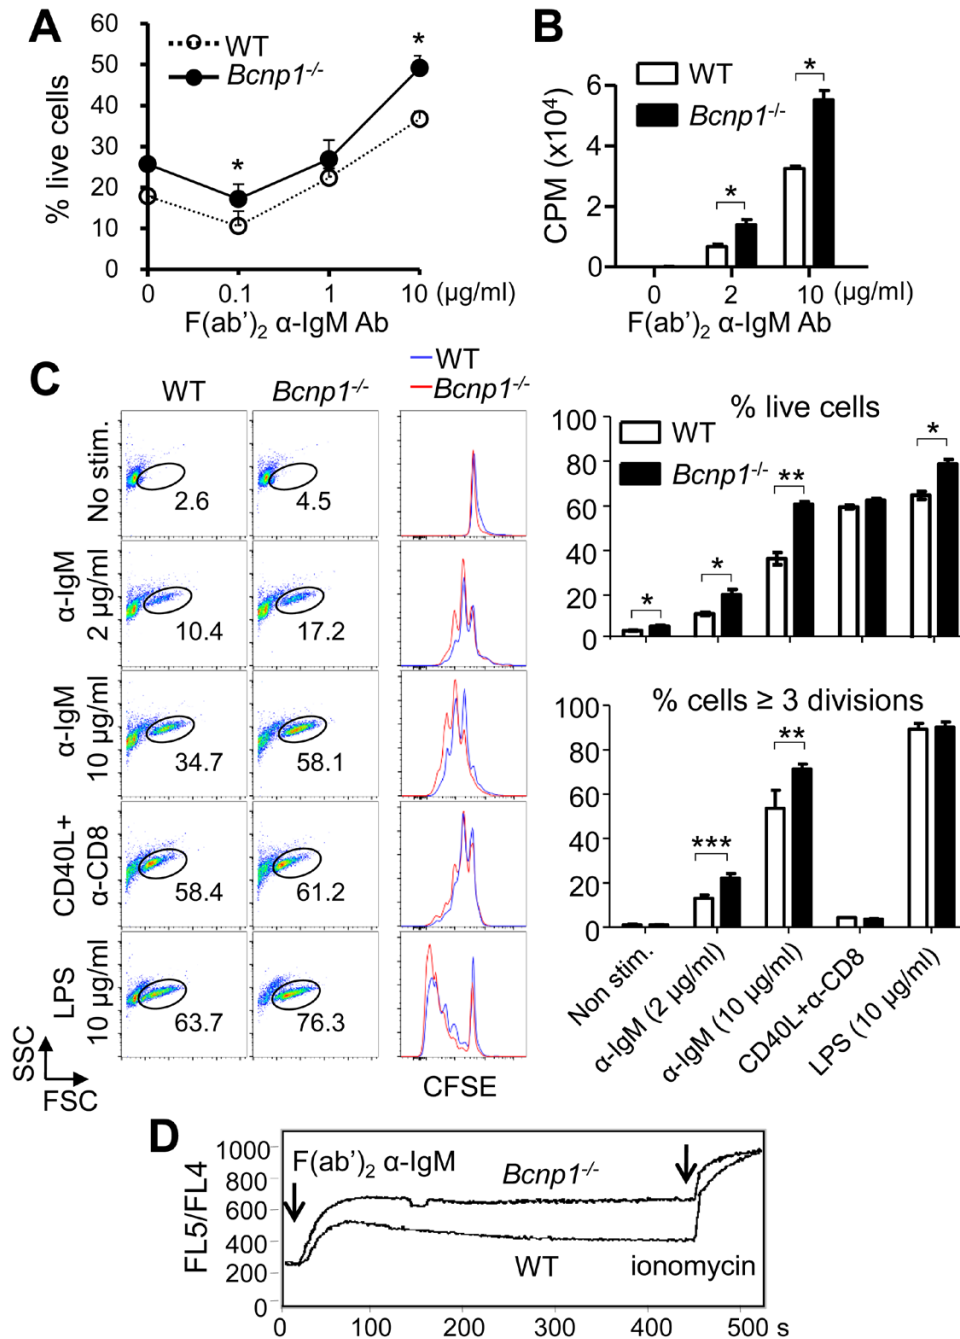 A
60
50
40
30
20
10
0
% live cells
WT
Bcnp1-/-
*
*
0 0.1 1 10 (μg/ml)
F(ab')2 α-IgM Ab
B
WT
Bcnp1-/-
6
4
2
0
CPM (x10⁴)
*
*
0 2 10 (μg/ml)
F(ab')2 α-IgM Ab
C
WT Bcnp1-/-
WT
Bcnp1-/-
No stim.
2.6 4.5
α-IgM
2 μg/ml
10.4 17.2
α-IgM
10 μg/ml
34.7 58.1
CD40L+
α-CD8
58.4 61.2
LPS
10 μg/ml
63.7 76.3
SSC
FSC
CFSE
% live cells
WT
Bcnp1-/-
100
80
60
40
20
0
*
*
**
*
% cells ≥ 3 divisions
100
80
60
40
20
0
***
**
Non stim.
α-IgM (2 μg/ml)
α-IgM (10 μg/ml)
CD40L+α-CD8
LPS (10 μg/ml)
D
FL5/FL4
1000
800
600
400
200
0
F(ab')2 α-IgM
Bcnp1-/-
WT
ionomycin
0 100 200 300 400 500 s